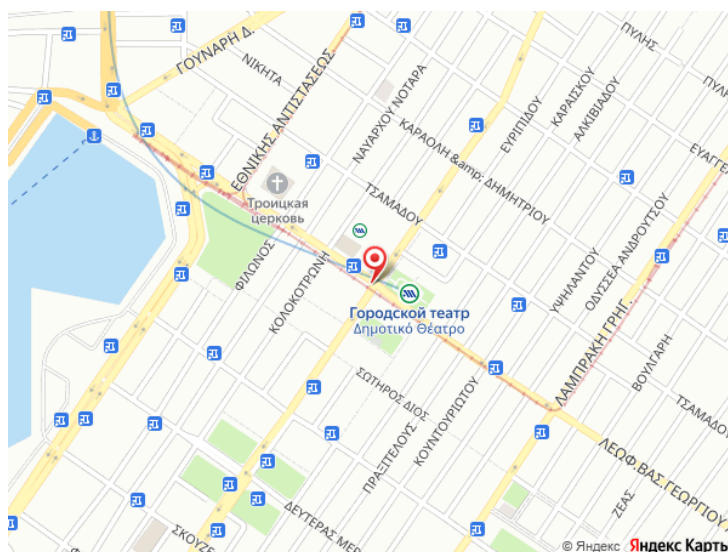 ΓΟΥΝΑΡΗ Δ.
ΝΙΚΗΤΑ
ΕΘΝΙΚΗΣ ΑΝΤΙΣΤΑΣΕΩΣ
ΝΑΥΑΡΧΟΥ ΝΟΤΑΡΑ
ΚΑΡΑΟΛΗ &amp; ΔΗΜΗΤΡΙΟΥ
ΕΥΡΙΠΙΔΟΥ
ΚΑΡΑΙΣΚΟΥ
ΑΛΚΙΒΙΑΔΟΥ
ΠΥΛΗΣ
ΠΥΛΗΣ
ΕΥΑΓΓΕΛ
Троицкая
церковь
ΤΣΑΜΑΔΟΥ
ΦΙΛΩΝΟΣ
ΚΟΛΟΚΟΤΡΩΝΗ
Городской театр
Δημοτικό Θέατρο
ΥΨΗΛΑΝΤΟΥ
ΟΔΥΣΣΕΑ ΑΝΔΡΟΥΤΣΟΥ
ΛΑΜΠΡΑΚΗ ΓΡΗΓ.
ΒΟΥΛΓΑΡΗ
ΤΣΑΜΑΔΟΥ
ΣΩΤΗΡΟΣ ΔΙΟΣ
ΠΡΑΞΙΤΕΛΟΥΣ
ΚΟΥΝΤΟΥΡΙΩΤΟΥ
ΛΕΩΦ.ΒΑΣ.ΓΕΩΡΓΙΟΥ
ΖΕΑΣ
ΔΕΥΤΕΡΑΣ ΜΕΡ
ΣΚΟΥΖΕ
© Яндекс Яндекс Карты